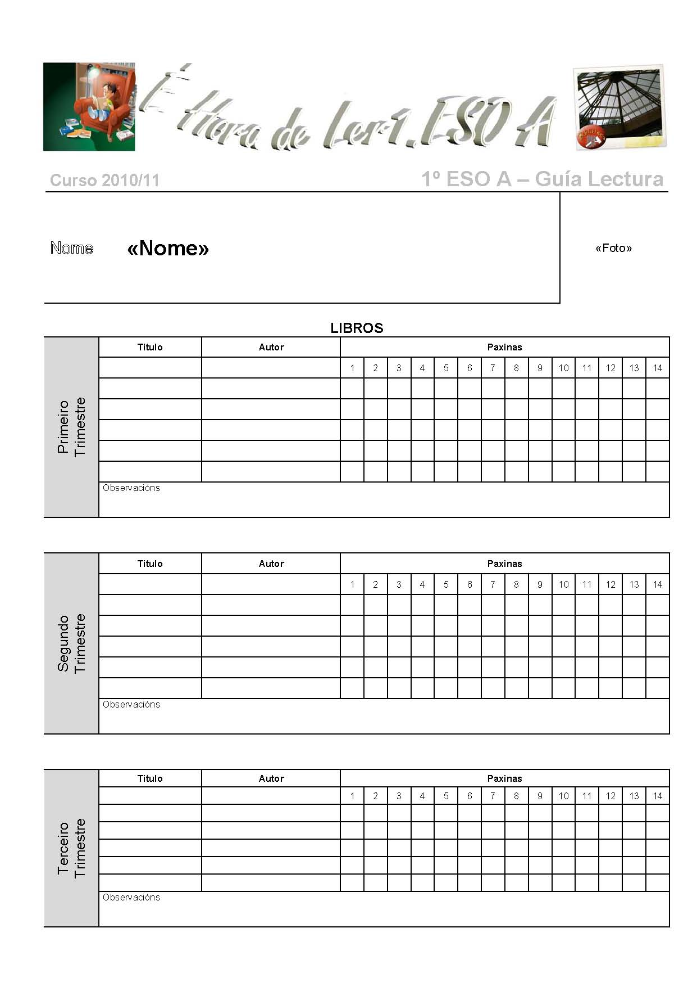 É Hora de Ler 1.ESO A
Curso 2010/11
1º ESO A – Guía Lectura
Nome «Nome»
«Foto»
LIBROS
Primeiro
Trimestre
Titulo Autor Paxinas
1 2 3 4 5 6 7 8 9 10 11 12 13 14
Observacións
Segundo
Trimestre
Titulo Autor Paxinas
1 2 3 4 5 6 7 8 9 10 11 12 13 14
Observacións
Terceiro
Trimestre
Titulo Autor Paxinas
1 2 3 4 5 6 7 8 9 10 11 12 13 14
Observacións